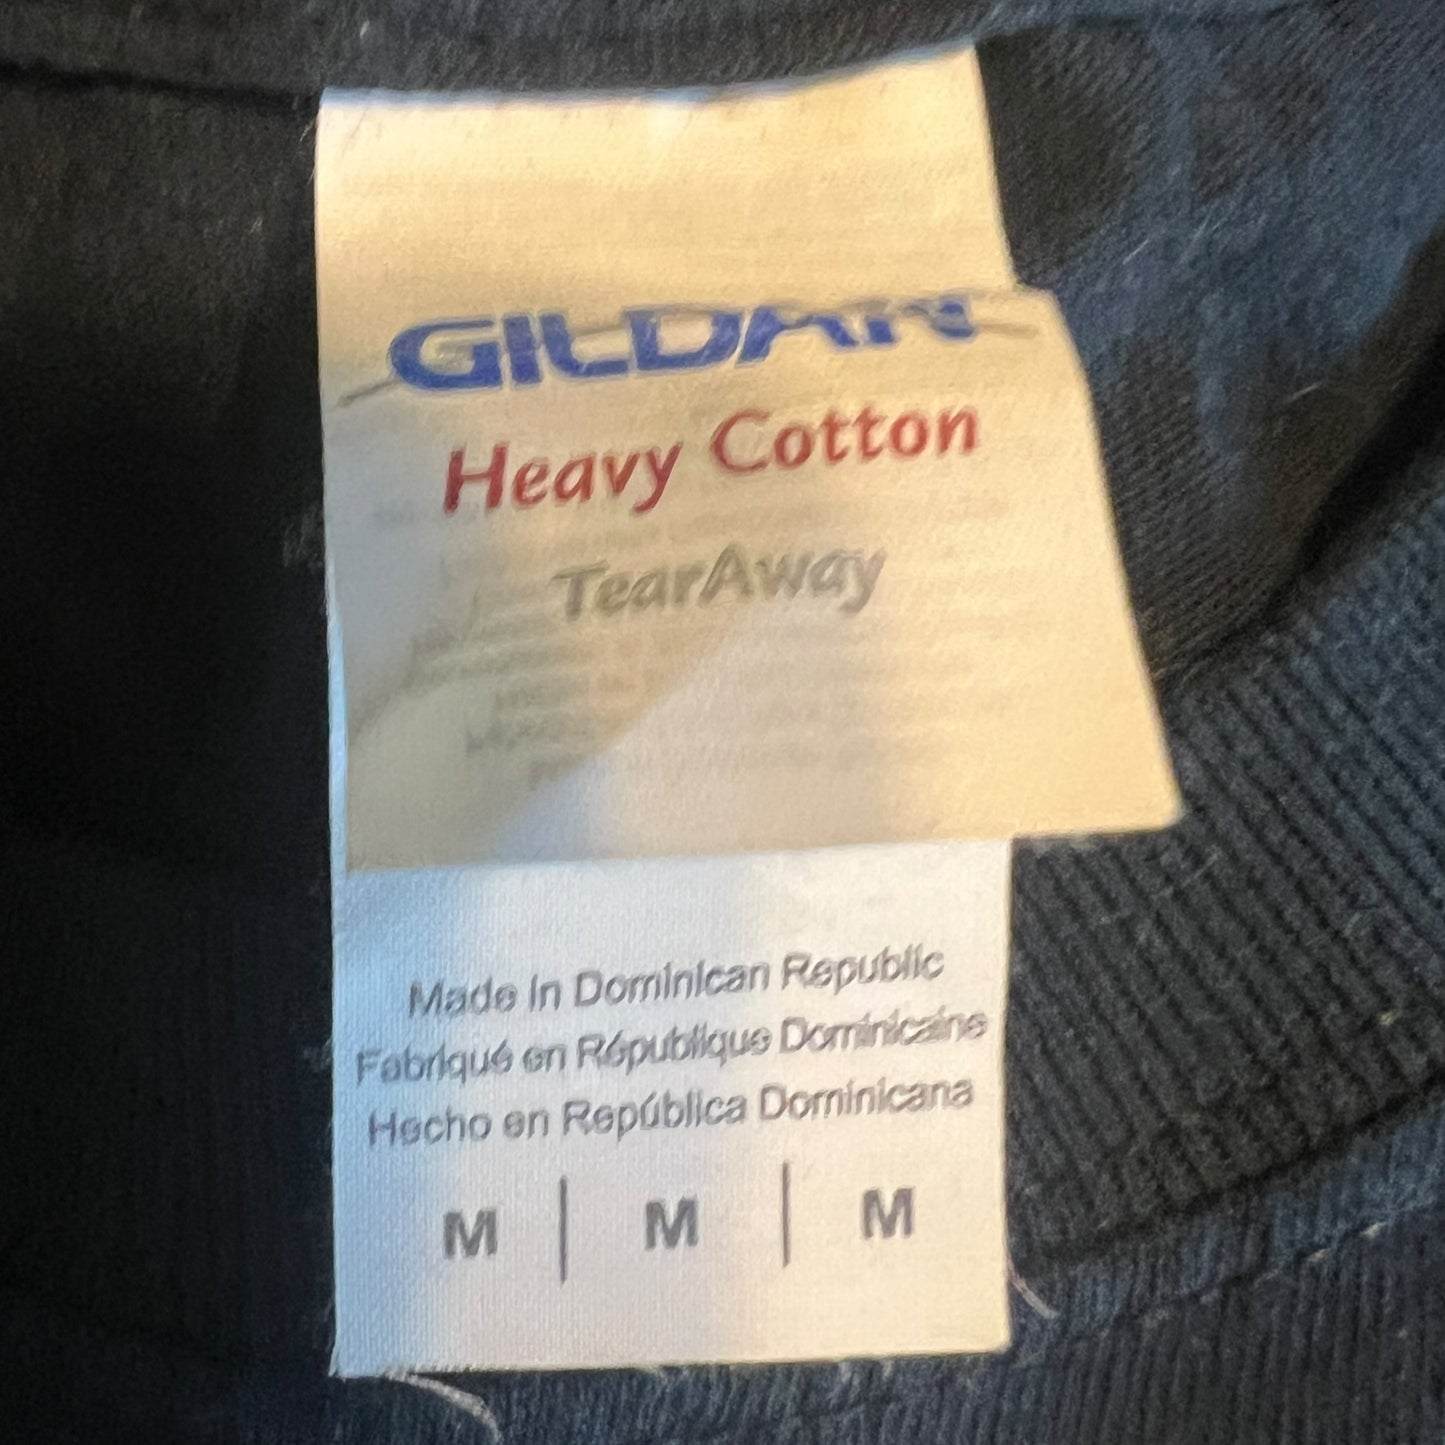 GILDAN
Heavy Cotton
TearAway
Made in Dominican Republic
Fabriqué en République Dominicaine
Hecho en República Dominicana
M | M | M